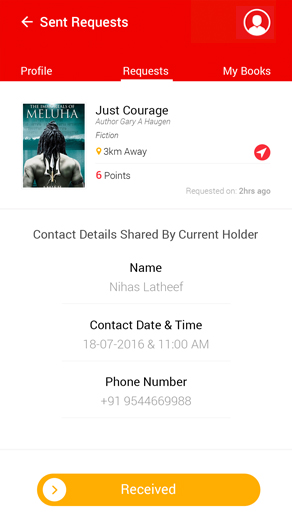 Sent Requests
Profile Requests My Books
THE IMMORTALS OF
MELUHA
Just Courage
Author Gary A Haugen
Fiction
3km Away
6 Points
Requested on: 2hrs ago
Contact Details Shared By Current Holder
Name
Nihas Latheef
Contact Date & Time
18-07-2016 & 11:00 AM
Phone Number
+91 9544669988
Received